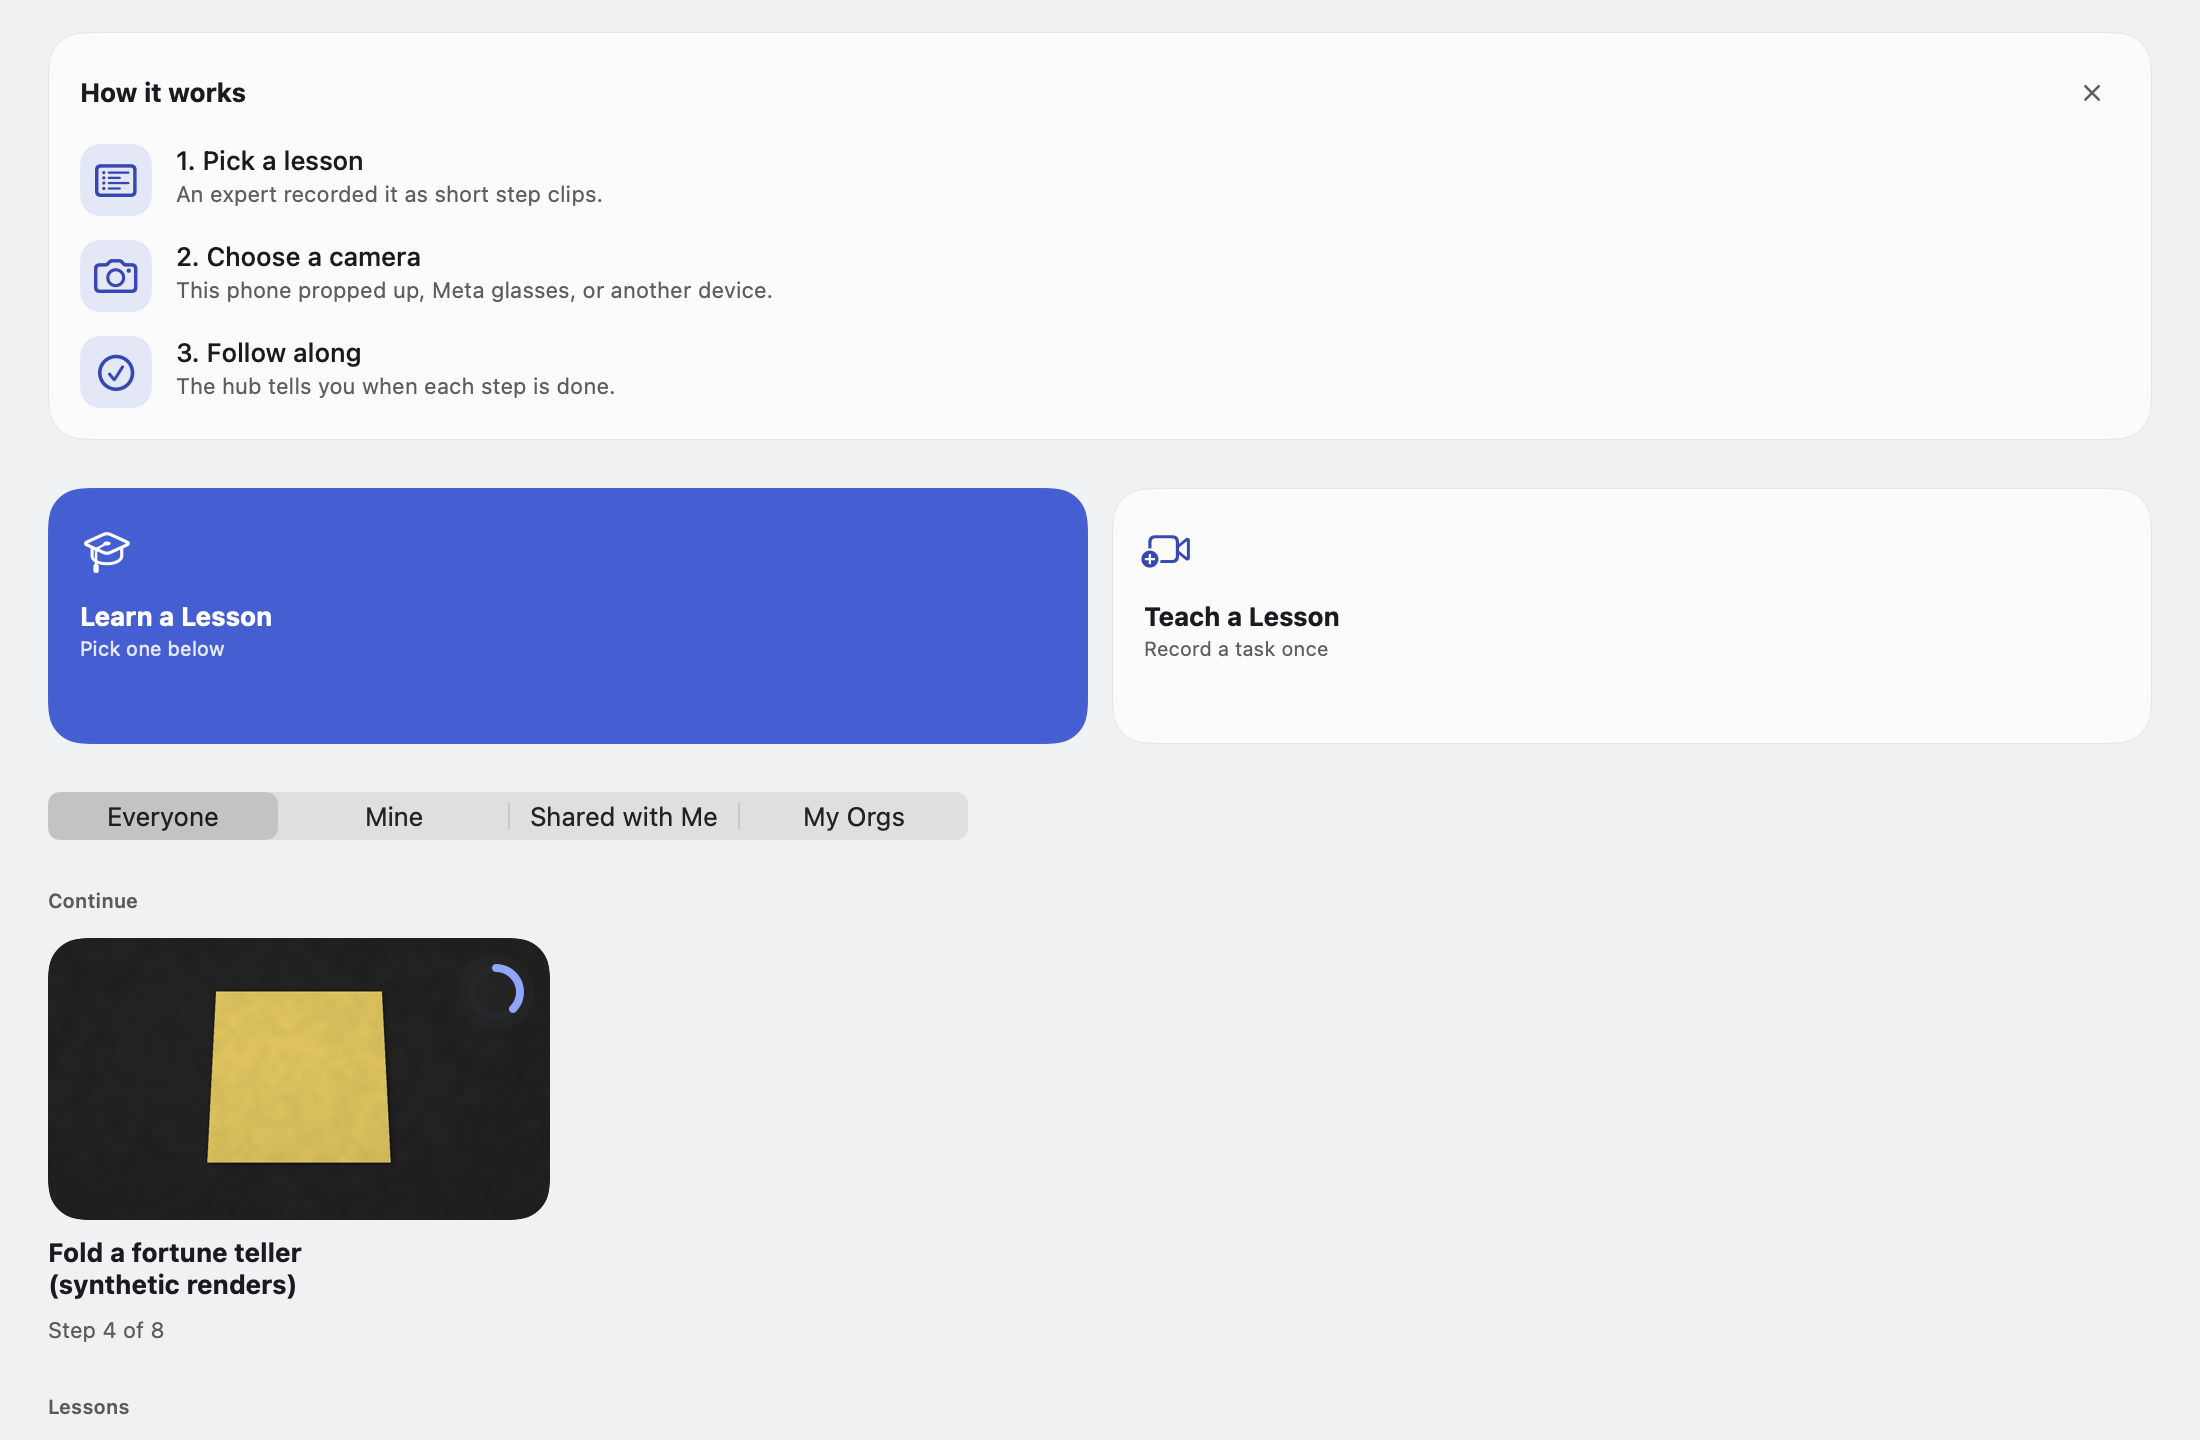 How it works
1. Pick a lesson
An expert recorded it as short step clips.
2. Choose a camera
This phone propped up, Meta glasses, or another device.
3. Follow along
The hub tells you when each step is done.
Learn a Lesson
Pick one below
Teach a Lesson
Record a task once
Everyone
Mine
Shared with Me
My Orgs
Continue
Fold a fortune teller
(synthetic renders)
Step 4 of 8
Lessons